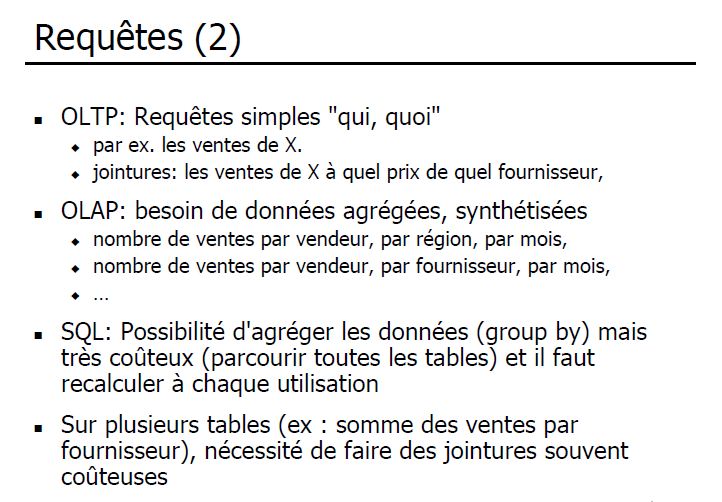 Requêtes (2)
OLTP: Requêtes simples "qui, quoi"
par ex. les ventes de X.
jointures: les ventes de X à quel prix de quel fournisseur,
OLAP: besoin de données agrégées, synthétisées
nombre de ventes par vendeur, par région, par mois,
nombre de ventes par vendeur, par fournisseur, par mois,
...
SQL: Possibilité d'agréger les données (group by) mais
très coûteux (parcourir toutes les tables) et il faut
recalculer à chaque utilisation
Sur plusieurs tables (ex : somme des ventes par
fournisseur), nécessité de faire des jointures souvent
coûteuses